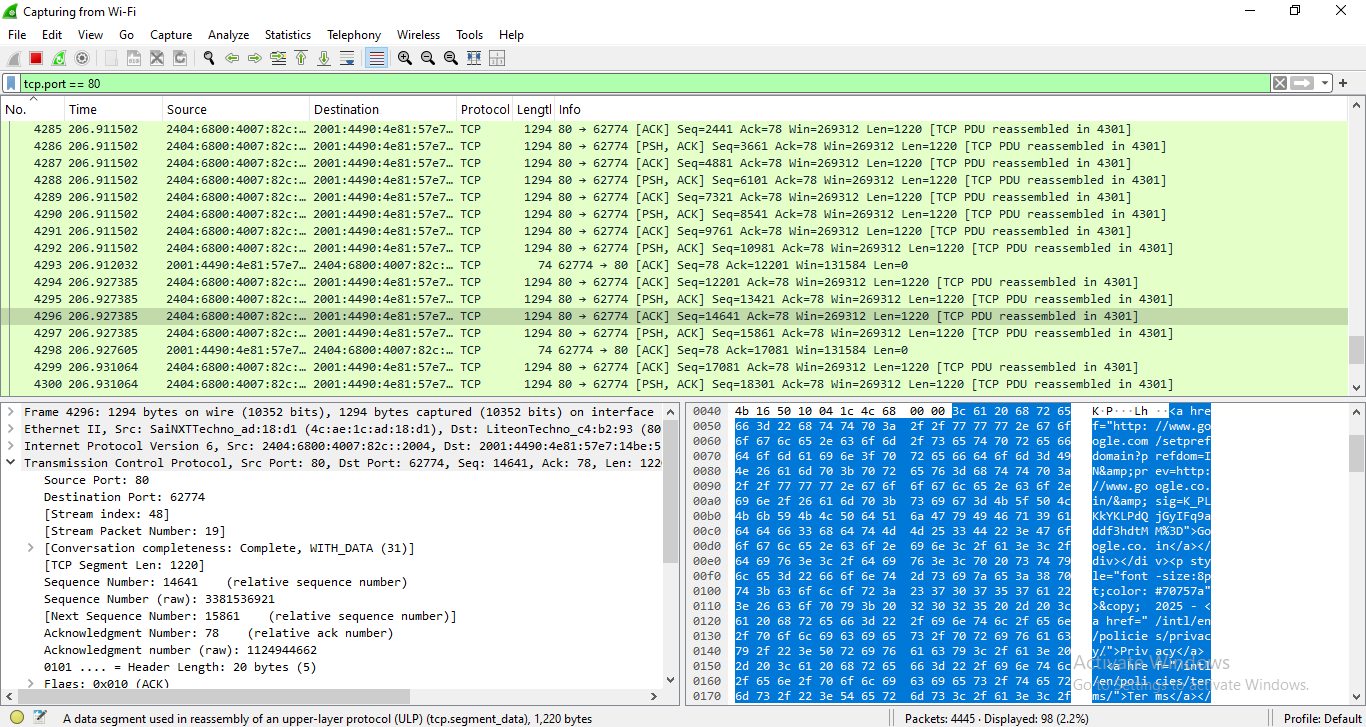 Capturing from Wi-Fi
File Edit View Go Capture Analyze Statistics Telephony Wireless Tools Help
tcp.port == 80
No. Time Source Destination Protocol Lengtl Info
4285 206.911502 2404:6800:4007:82c:… 2001:4490:4e81:57e7… TCP 1294 80 → 62774 [ACK] Seq=2441 Ack=78 Win=269312 Len=1220 [TCP PDU reassembled in 4301]
4286 206.911502 2404:6800:4007:82c:… 2001:4490:4e81:57e7… TCP 1294 80 → 62774 [PSH, ACK] Seq=3661 Ack=78 Win=269312 Len=1220 [TCP PDU reassembled in 4301]
4287 206.911502 2404:6800:4007:82c:… 2001:4490:4e81:57e7… TCP 1294 80 → 62774 [ACK] Seq=4881 Ack=78 Win=269312 Len=1220 [TCP PDU reassembled in 4301]
4288 206.911502 2404:6800:4007:82c:… 2001:4490:4e81:57e7… TCP 1294 80 → 62774 [PSH, ACK] Seq=6101 Ack=78 Win=269312 Len=1220 [TCP PDU reassembled in 4301]
4289 206.911502 2404:6800:4007:82c:… 2001:4490:4e81:57e7… TCP 1294 80 → 62774 [ACK] Seq=7321 Ack=78 Win=269312 Len=1220 [TCP PDU reassembled in 4301]
4290 206.911502 2404:6800:4007:82c:… 2001:4490:4e81:57e7… TCP 1294 80 → 62774 [PSH, ACK] Seq=8541 Ack=78 Win=269312 Len=1220 [TCP PDU reassembled in 4301]
4291 206.911502 2404:6800:4007:82c:… 2001:4490:4e81:57e7… TCP 1294 80 → 62774 [ACK] Seq=9761 Ack=78 Win=269312 Len=1220 [TCP PDU reassembled in 4301]
4292 206.911502 2404:6800:4007:82c:… 2001:4490:4e81:57e7… TCP 1294 80 → 62774 [PSH, ACK] Seq=10981 Ack=78 Win=269312 Len=1220 [TCP PDU reassembled in 4301]
4293 206.912032 2001:4490:4e81:57e7… 2404:6800:4007:82c:… TCP 74 62774 → 80 [ACK] Seq=78 Ack=12201 Win=131584 Len=0
4294 206.927385 2404:6800:4007:82c:… 2001:4490:4e81:57e7… TCP 1294 80 → 62774 [ACK] Seq=12201 Ack=78 Win=269312 Len=1220 [TCP PDU reassembled in 4301]
4295 206.927385 2404:6800:4007:82c:… 2001:4490:4e81:57e7… TCP 1294 80 → 62774 [PSH, ACK] Seq=13421 Ack=78 Win=269312 Len=1220 [TCP PDU reassembled in 4301]
4296 206.927385 2404:6800:4007:82c:… 2001:4490:4e81:57e7… TCP 1294 80 → 62774 [ACK] Seq=14641 Ack=78 Win=269312 Len=1220 [TCP PDU reassembled in 4301]
4297 206.927385 2404:6800:4007:82c:… 2001:4490:4e81:57e7… TCP 1294 80 → 62774 [PSH, ACK] Seq=15861 Ack=78 Win=269312 Len=1220 [TCP PDU reassembled in 4301]
4298 206.927605 2001:4490:4e81:57e7… 2404:6800:4007:82c:… TCP 74 62774 → 80 [ACK] Seq=78 Ack=17081 Win=131584 Len=0
4299 206.931064 2404:6800:4007:82c:… 2001:4490:4e81:57e7… TCP 1294 80 → 62774 [ACK] Seq=17081 Ack=78 Win=269312 Len=1220 [TCP PDU reassembled in 4301]
4300 206.931064 2404:6800:4007:82c:… 2001:4490:4e81:57e7… TCP 1294 80 → 62774 [PSH, ACK] Seq=18301 Ack=78 Win=269312 Len=1220 [TCP PDU reassembled in 4301]
Frame 4296: 1294 bytes on wire (10352 bits), 1294 bytes captured (10352 bits) on interface
Ethernet II, Src: SaiNXTTechno_ad:18:d1 (4c:ae:1c:ad:18:d1), Dst: LiteonTechno_c4:b2:93 (80
Internet Protocol Version 6, Src: 2404:6800:4007:82c::2004, Dst: 2001:4490:4e81:57e7:14be:5
Transmission Control Protocol, Src Port: 80, Dst Port: 62774, Seq: 14641, Ack: 78, Len: 122
Source Port: 80
Destination Port: 62774
[Stream index: 48]
[Stream Packet Number: 19]
[Conversation completeness: Complete, WITH_DATA (31)]
[TCP Segment Len: 1220]
Sequence Number: 14641 (relative sequence number)
Sequence Number (raw): 3381536921
[Next Sequence Number: 15861 (relative sequence number)]
Acknowledgment Number: 78 (relative ack number)
Acknowledgment number (raw): 1124944662
0101 .... = Header Length: 20 bytes (5)
Flags: 0x010 (ACK)
0040 4b 16 50 10 04 1c 4c 68 00 00 3c 61 20 68 72 65 K·P···Lh ··<a hre
0050 66 3d 22 68 74 74 70 3a 2f 2f 77 77 77 2e 67 6f f="http: //www.go
0060 6f 67 6c 65 2e 63 6f 6d 2f 73 65 74 70 72 65 66 ogle.com /setpref
0070 64 6f 6d 61 69 6e 3f 70 72 65 66 64 6f 6d 3d 49 domain?p refdom=I
0080 4e 26 61 6d 70 3b 70 72 65 76 3d 68 74 74 70 3a N&amp;pr ev=http:
0090 2f 2f 77 77 77 2e 67 6f 6f 67 6c 65 2e 63 6f 2e //www.go ogle.co.
00a0 69 6e 2f 26 61 6d 70 3b 73 69 67 3d 4b 5f 50 4c in/&amp; sig=K_PL
00b0 4b 6b 59 4b 4c 50 64 51 6a 47 79 49 46 71 39 61 KkYKLPdQ jGyIFq9a
00c0 64 64 66 33 68 64 74 4d 4d 25 33 44 22 3e 47 6f ddf3hdtM M%3D">Go
00d0 6f 67 6c 65 2e 63 6f 2e 69 6e 3c 2f 61 3e 3c 2f ogle.co. in</a></
00e0 64 69 76 3e 3c 2f 64 69 76 3e 3c 70 20 73 74 79 div></di v><p sty
00f0 6c 65 3d 22 66 6f 6e 74 2d 73 69 7a 65 3a 38 70 le="font -size:8p
0100 74 3b 63 6f 6c 6f 72 3a 23 37 30 37 35 37 61 22 t;color: #70757a"
0110 3e 26 63 6f 70 79 3b 20 32 30 32 35 20 2d 20 3c >&copy;  2025 - <
0120 61 20 68 72 65 66 3d 22 2f 69 6e 74 6c 2f 65 6e a href=" /intl/en
0130 2f 70 6f 6c 69 63 69 65 73 2f 70 72 69 76 61 63 /policie s/privac
0140 79 2f 22 3e 50 72 69 76 61 63 79 3c 2f 61 3e 20 y/">Priv acy</a>
0150 2d 20 3c 61 20 68 72 65 66 3d 22 2f 69 6e 74 6c - <a hre f="/intl
0160 2f 65 6e 2f 70 6f 6c 69 63 69 65 73 2f 74 65 72 /en/poli cies/ter
0170 6d 73 2f 22 3e 54 65 72 6d 73 3c 2f 61 3e 3c 2f ms/">Ter ms</a></
Activate Windows
Go to Settings to activate Windows.
A data segment used in reassembly of an upper-layer protocol (ULP) (tcp.segment_data), 1,220 bytes
Packets: 4445 · Displayed: 98 (2.2%)
Profile: Default